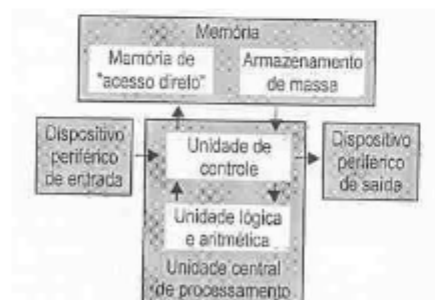 Memória
Memória de
"acesso direto"
Armazenamento
de massa
Dispositivo
periférico
de entrada
Unidade de
controle
Dispositivo
periférico
de saída
Unidade lógica
e aritmética
Unidade central
de processamento